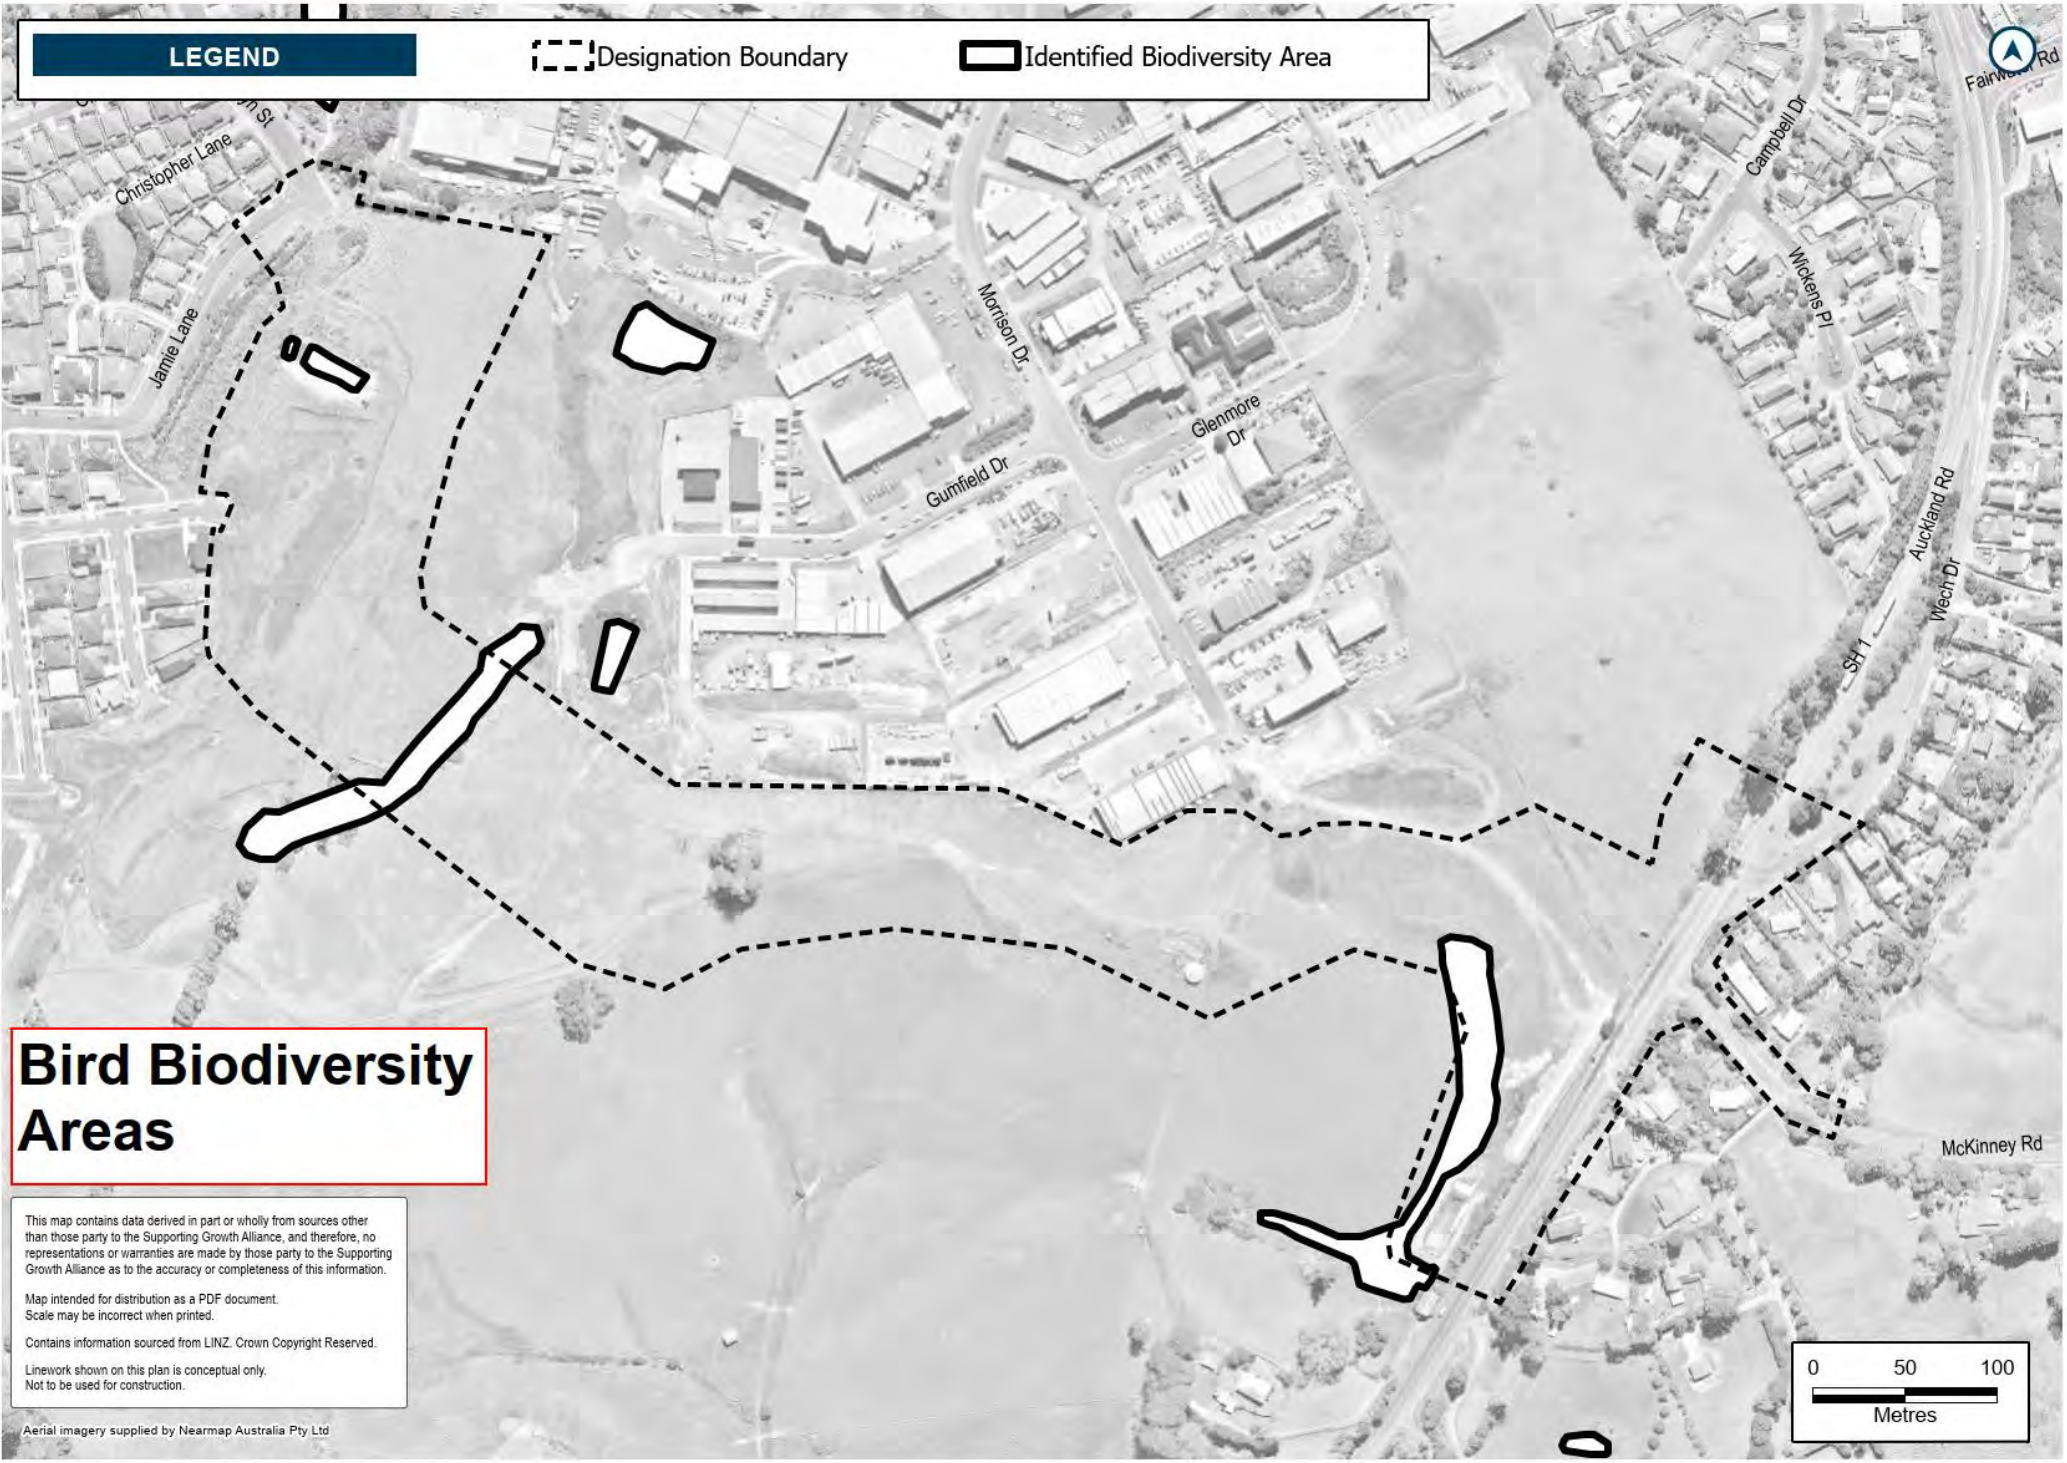 LEGEND
Designation Boundary
Identified Biodiversity Area
Fairwater Rd
Campbell Dr
Christopher Lane
Wickens Pl
Jamie Lane
Morrison Dr
Glenmore
Dr
Gumfield Dr
Auckland Rd
Wech Dr
SH 1
McKinney Rd
Bird Biodiversity
Areas
This map contains data derived in part or wholly from sources other
than those party to the Supporting Growth Alliance, and therefore, no
representations or warranties are made by those party to the Supporting
Growth Alliance as to the accuracy or completeness of this information.
Map intended for distribution as a PDF document.
Scale may be incorrect when printed.
Contains information sourced from LINZ. Crown Copyright Reserved.
Linework shown on this plan is conceptual only.
Not to be used for construction.
Aerial imagery supplied by Nearmap Australia Pty Ltd
0 50 100
Metres